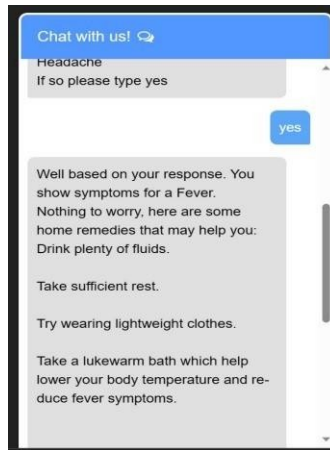 Chat with us!
Headache
If so please type yes
yes
Well based on your response. You
show symptoms for a Fever.
Nothing to worry, here are some
home remedies that may help you:
Drink plenty of fluids.
Take sufficient rest.
Try wearing lightweight clothes.
Take a lukewarm bath which help
lower your body temperature and re-
duce fever symptoms.